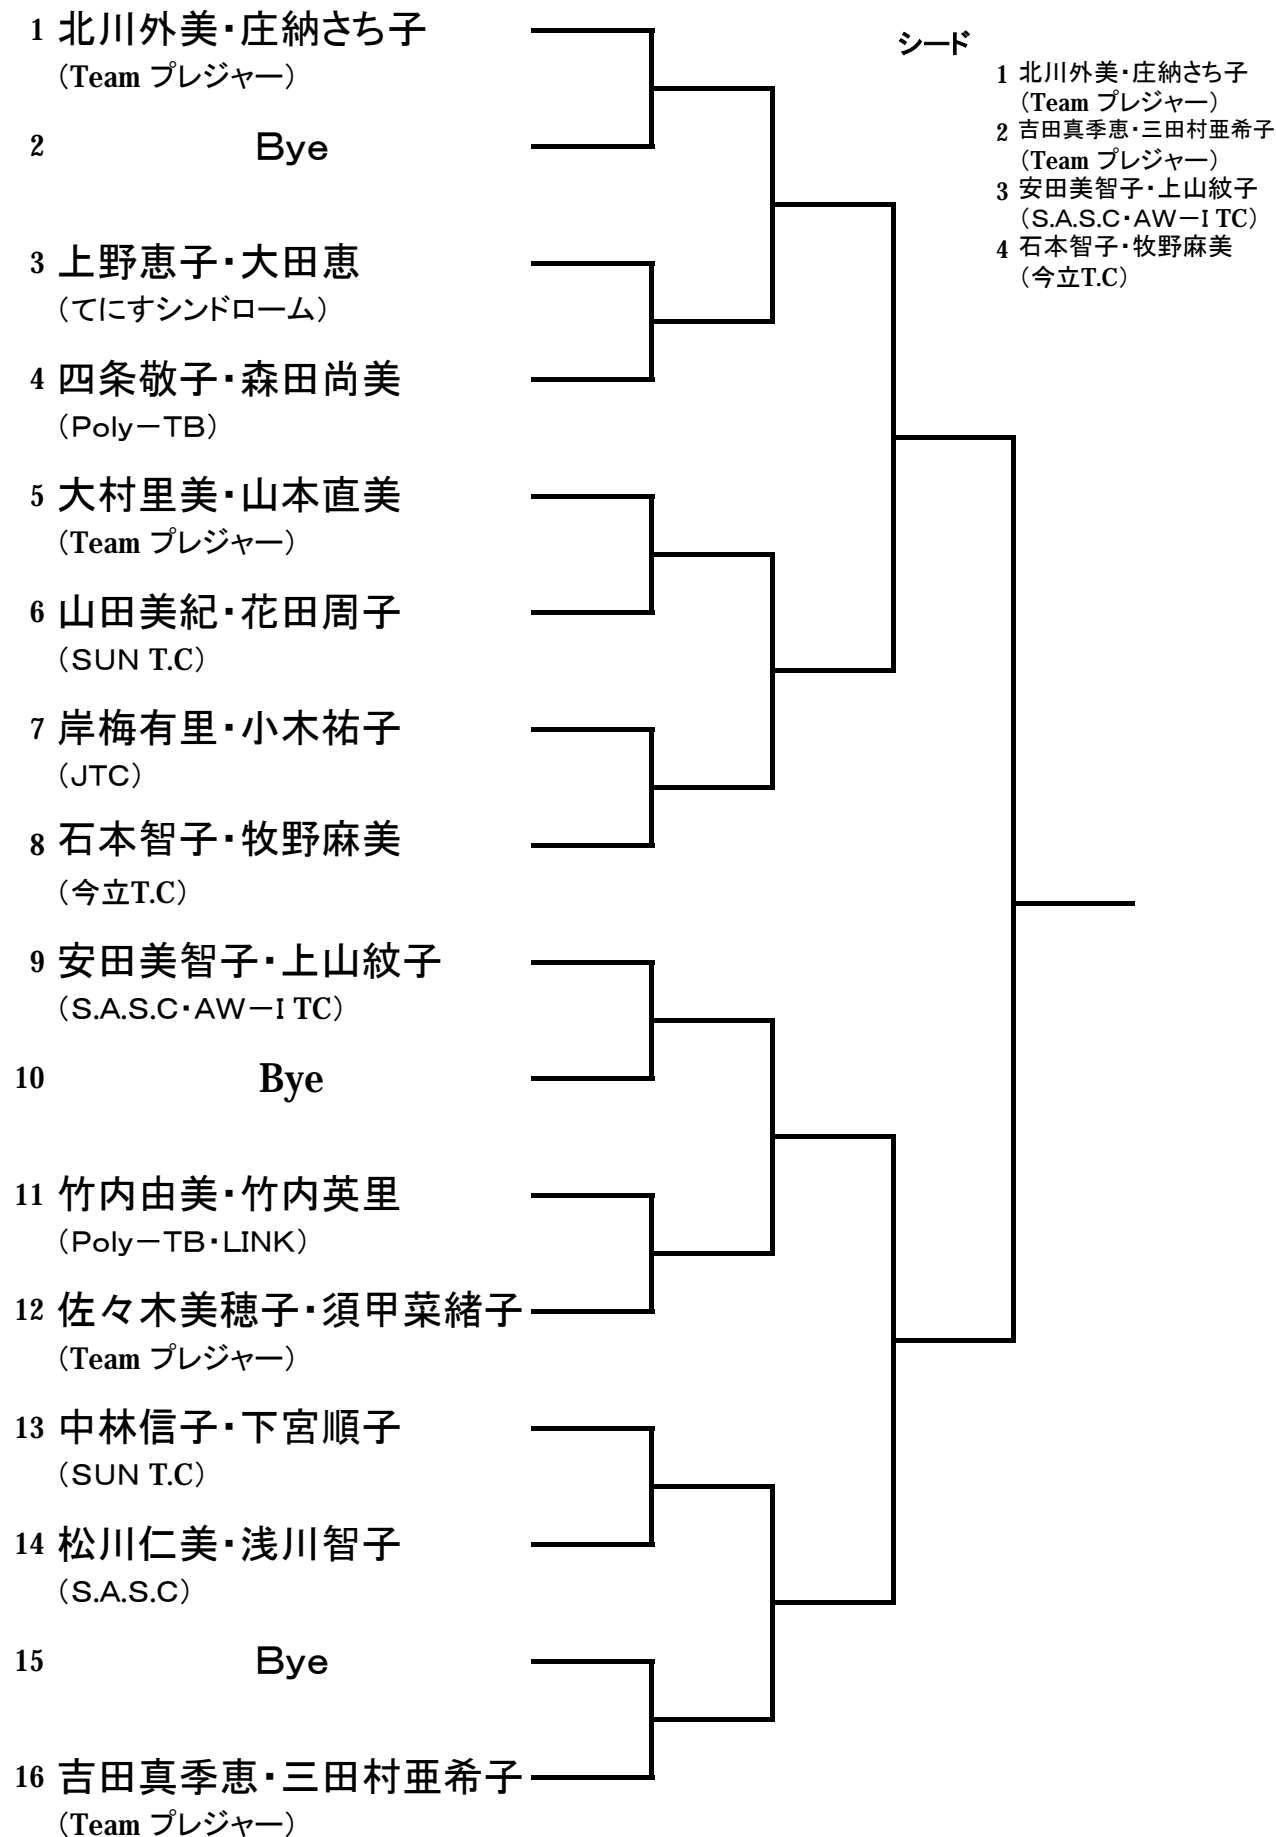 1 北川外美・庄納さち子
（Team プレジャー）
2 Bye
3 上野恵子・大田恵
（てにすシンドローム）
4 四条敬子・森田尚美
（Poly－TB）
5 大村里美・山本直美
（Team プレジャー）
6 山田美紀・花田周子
（SUN T.C）
7 岸梅有里・小木祐子
（JTC）
8 石本智子・牧野麻美
（今立T.C）
9 安田美智子・上山紋子
（S.A.S.C・AW－I TC）
10 Bye
11 竹内由美・竹内英里
（Poly－TB・LINK）
12 佐々木美穂子・須甲菜緒子
（Team プレジャー）
13 中林信子・下宮順子
（SUN T.C）
14 松川仁美・浅川智子
（S.A.S.C）
15 Bye
16 吉田真季恵・三田村亜希子
（Team プレジャー）
シード
1 北川外美・庄納さち子
（Team プレジャー）
2 吉田真季恵・三田村亜希子
（Team プレジャー）
3 安田美智子・上山紋子
（S.A.S.C・AW－I TC）
4 石本智子・牧野麻美
（今立T.C）